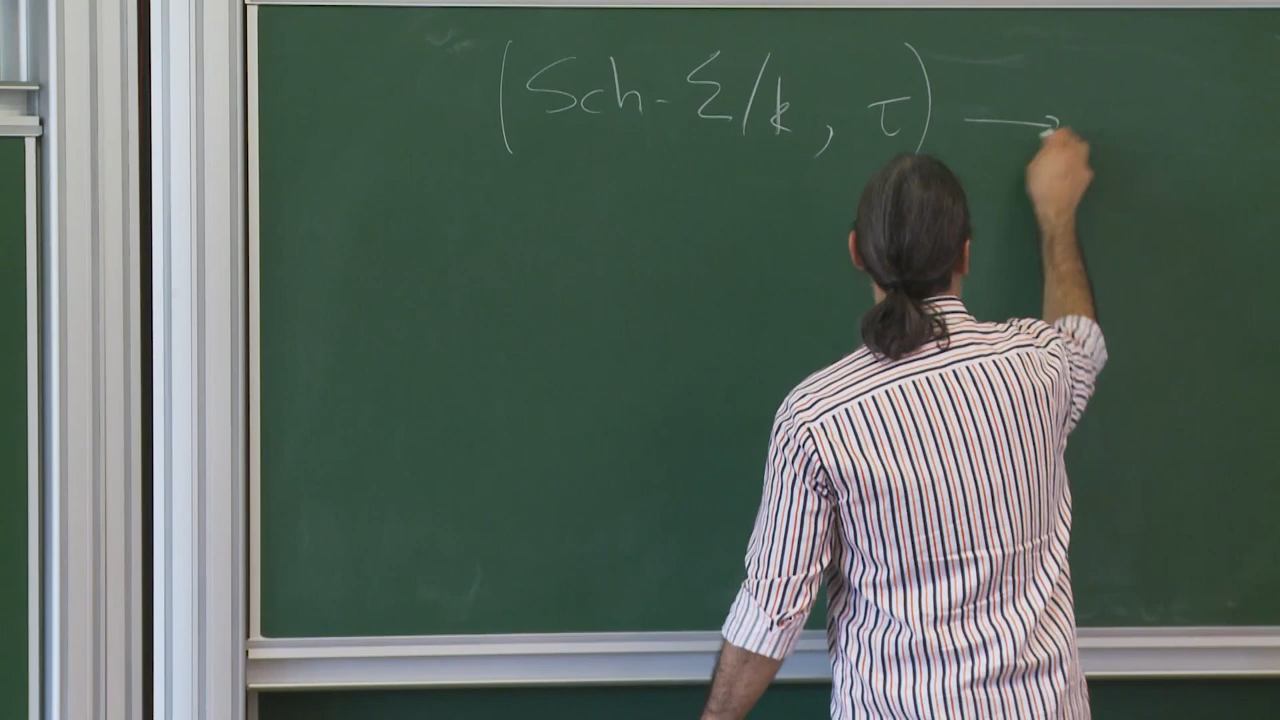 (Sch-Σ/k, τ) →